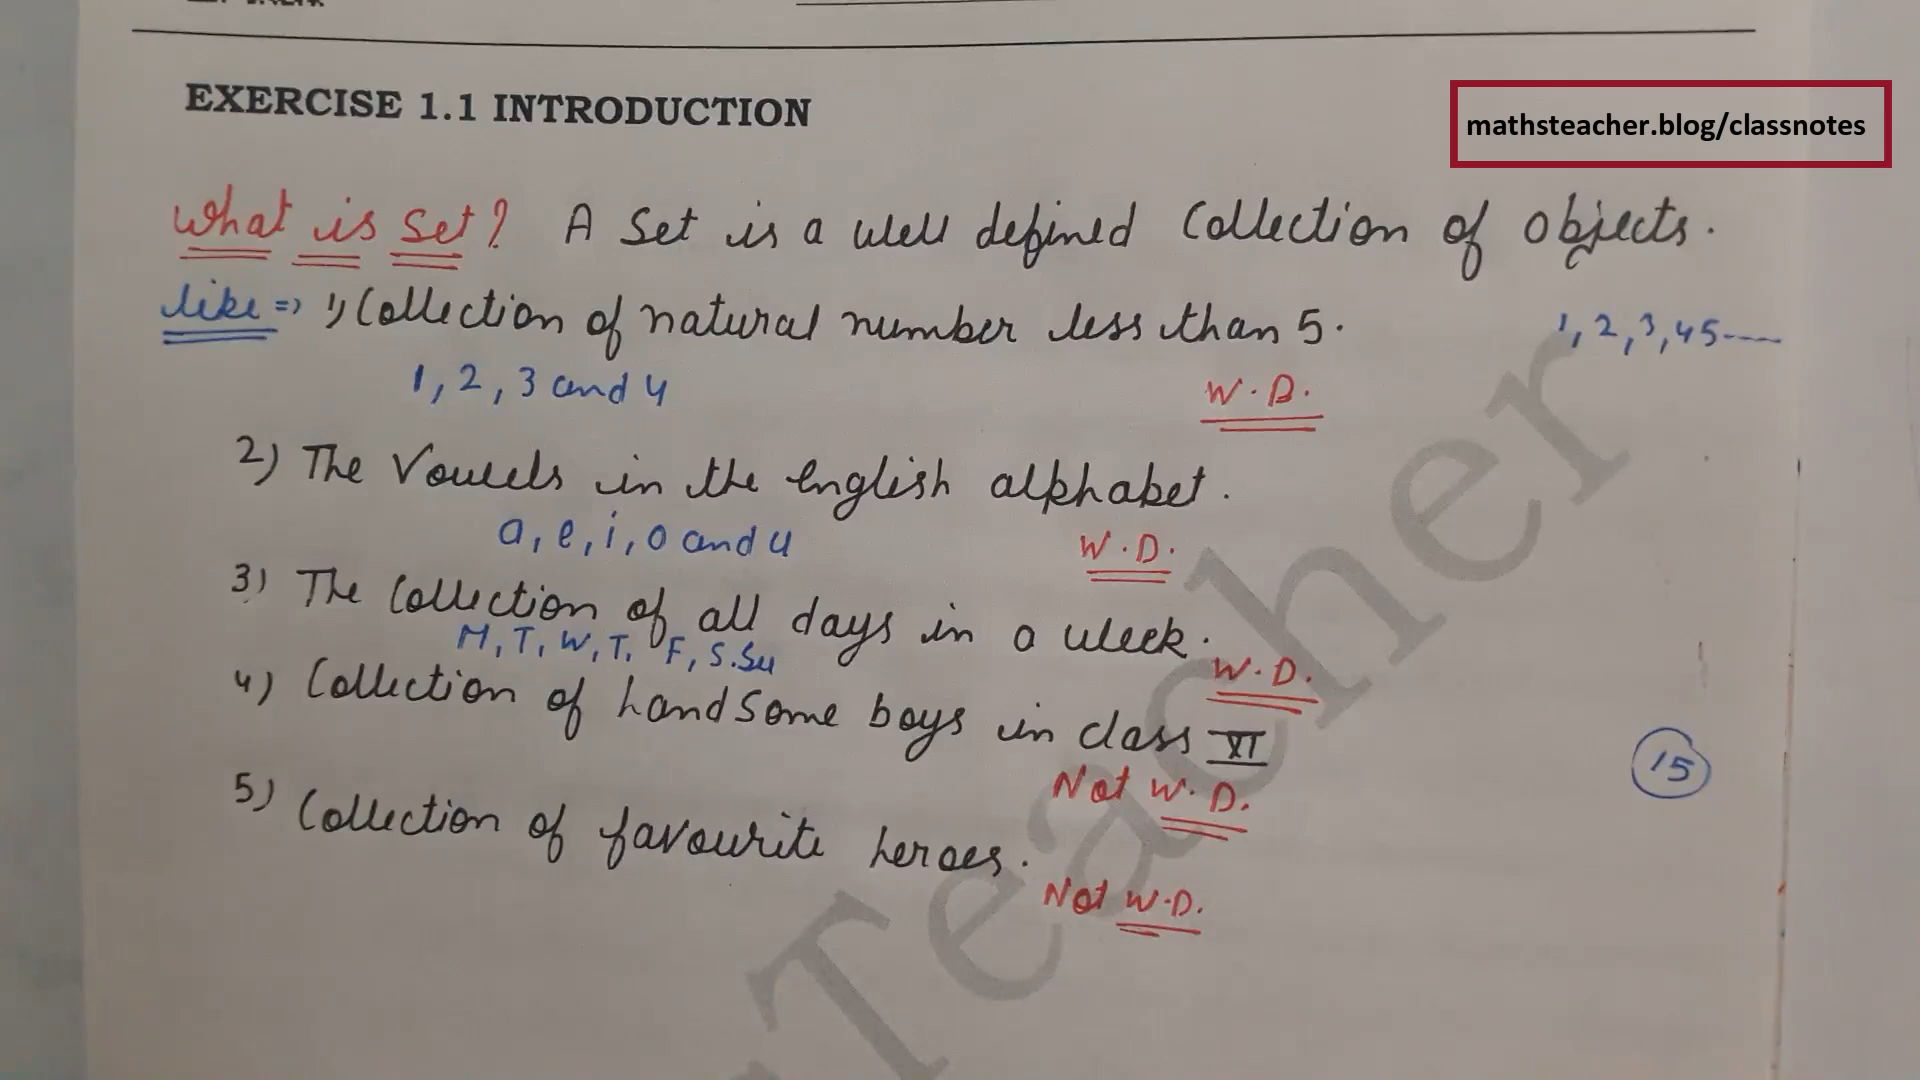 EXERCISE 1.1 INTRODUCTION
mathsteacher.blog/classnotes
What is Set? A Set is a well defined Collection of objects.
like => 1) Collection of natural number less than 5. 1, 2, 3, 4 5 ----
1, 2, 3 and 4 W.D.
2) The Vowels in the english alphabet.
a, e, i, o and u W.D.
3) The Collection of all days in a week.
M, T, W, T, F, S. Su W.D.
4) Collection of handsome boys in class XI
Not W.D. 15
5) Collection of favourite heroes.
Not W.D.
Teacher